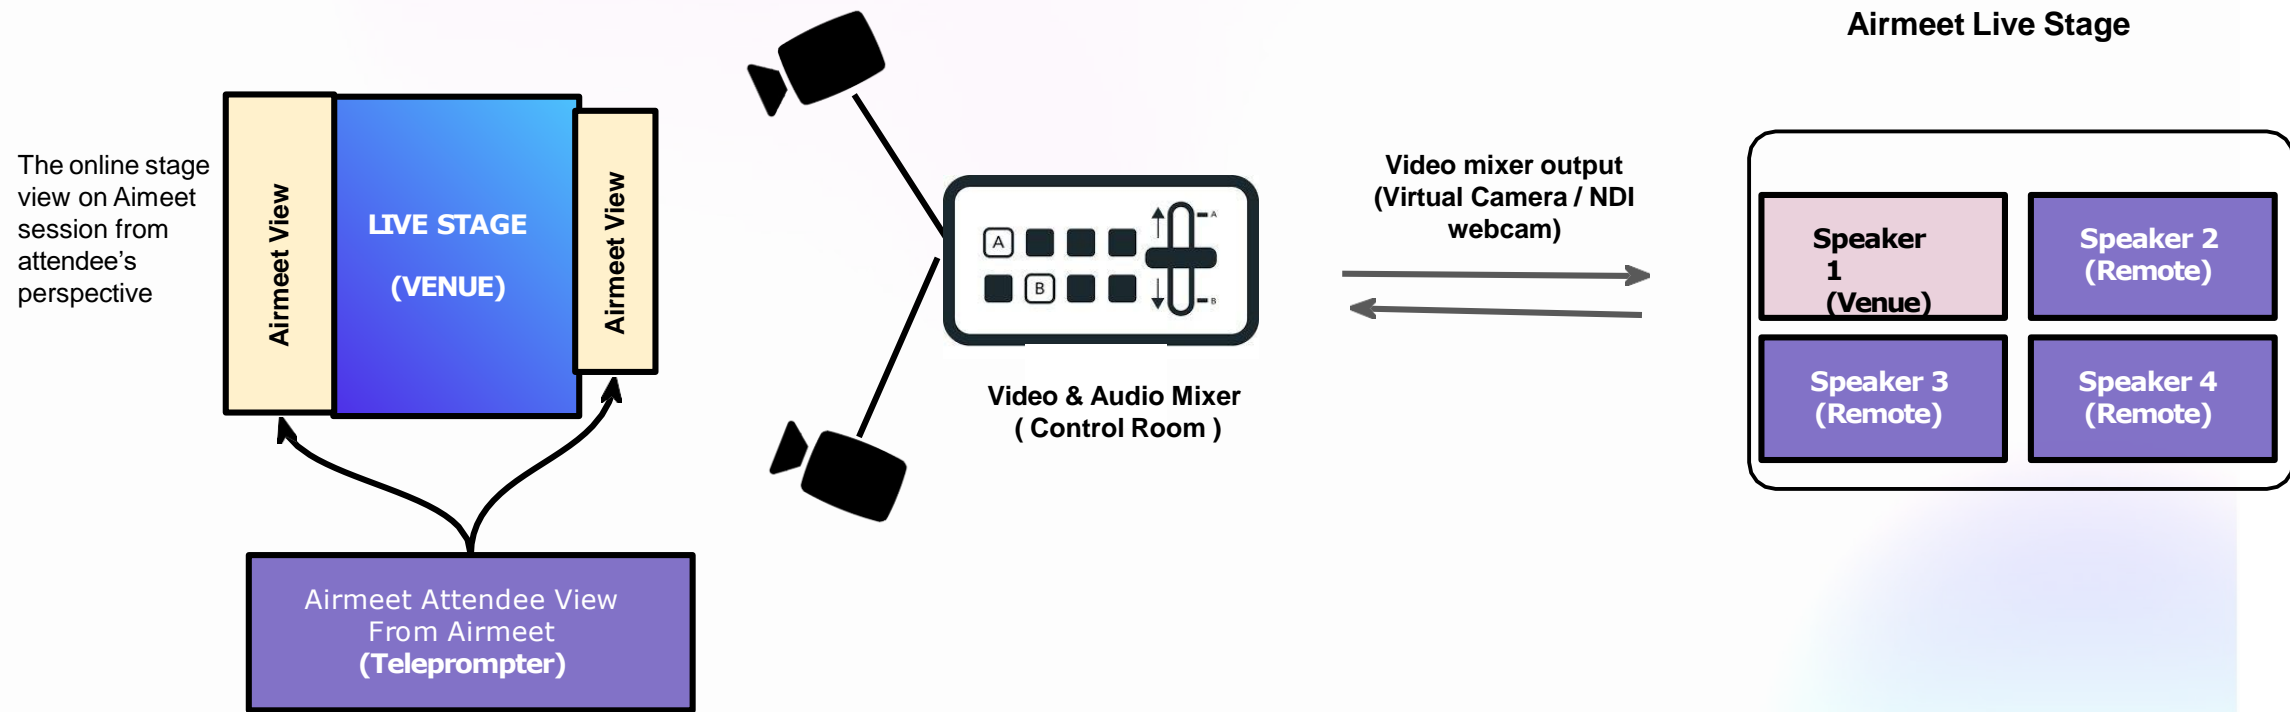 Airmeet Live Stage
The online stage
view on Aimeet
session from
attendee's
perspective
Airmeet View
LIVE STAGE
(VENUE)
Airmeet View
A
B
A
B
Video & Audio Mixer
( Control Room )
Video mixer output
(Virtual Camera / NDI
webcam)
Speaker
1
(Venue)
Speaker 2
(Remote)
Speaker 3
(Remote)
Speaker 4
(Remote)
Airmeet Attendee View
From Airmeet
(Teleprompter)